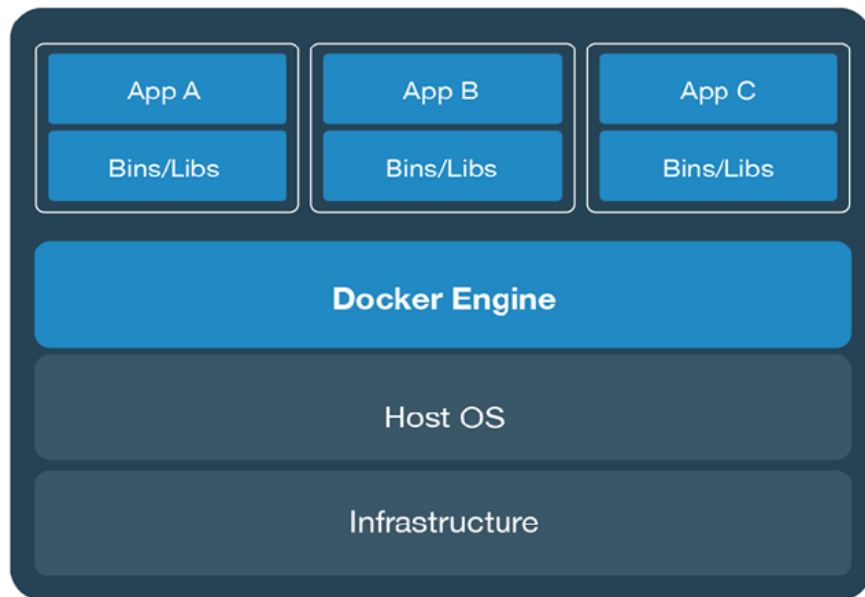 App A
App B
App C
Bins/Libs
Bins/Libs
Bins/Libs
Docker Engine
Host OS
Infrastructure